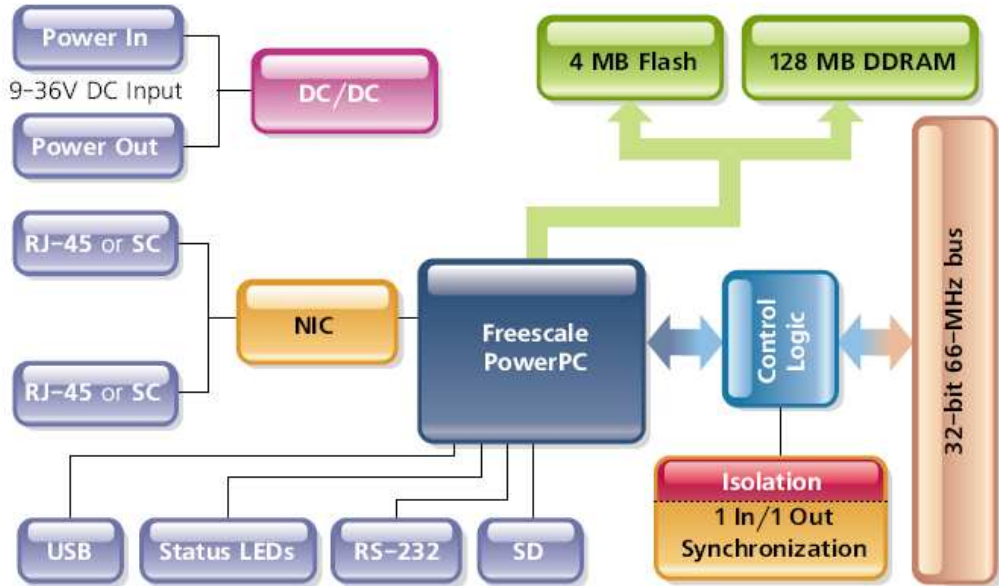 Power In
9-36V DC Input
Power Out
DC/DC
4 MB Flash
128 MB DDRAM
RJ-45 or SC
RJ-45 or SC
NIC
Freescale
PowerPC
Control
Logic
32-bit 66-MHz bus
Isolation
1 In/1 Out
Synchronization
USB
Status LEDs
RS-232
SD